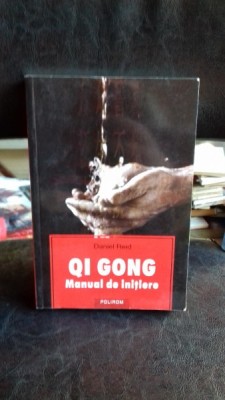 Daniel Reid
QI GONG
Manual de inițiere
POLIROM